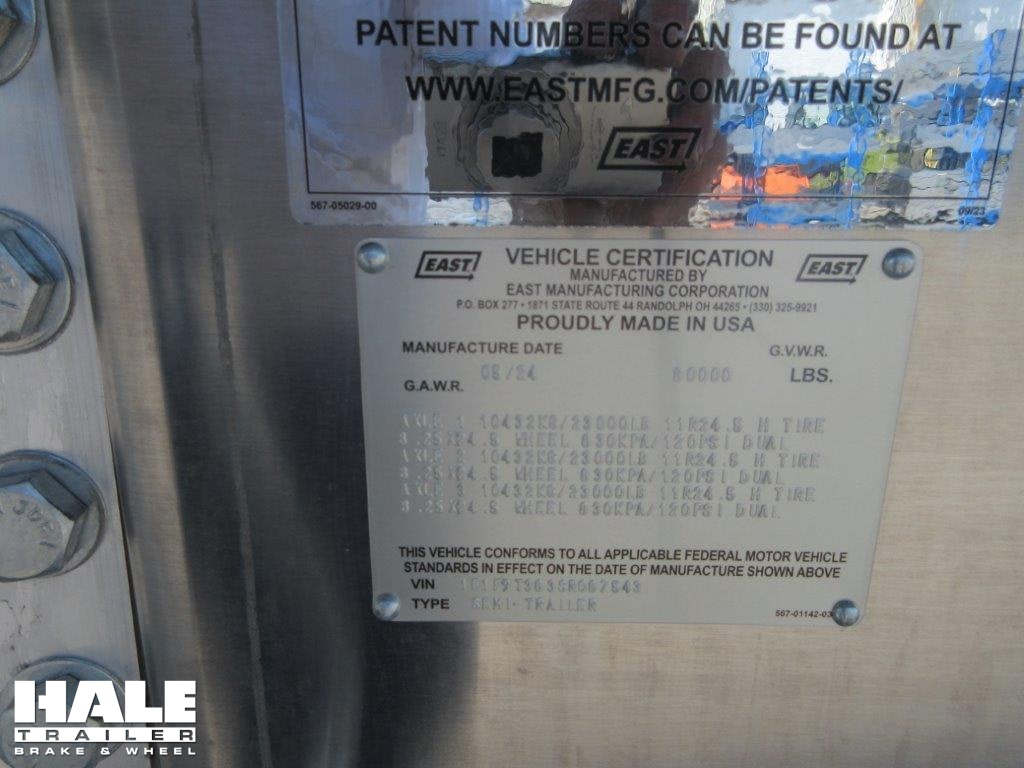 PATENT NUMBERS CAN BE FOUND AT
WWW.EASTMFG.COM/PATENTS/
EAST
567-05029-00
09/23
EAST VEHICLE CERTIFICATION EAST
MANUFACTURED BY
EAST MANUFACTURING CORPORATION
P.O. BOX 277 • 1871 STATE ROUTE 44 RANDOLPH OH 44265 • (330) 325-9921
PROUDLY MADE IN USA
MANUFACTURE DATE G.V.W.R.
60000 LBS.
G.A.W.R.
AXLE 1 10432KG/23000LB 11R24.5 H TIRE
8.25X24.5 WHEEL 830KPA/120PSI DUAL
AXLE 2 10432KG/23000LB 11R24.5 H TIRE
8.25X24.5 WHEEL 830KPA/120PSI DUAL
AXLE 3 10432KG/23000LB 11R24.5 H TIRE
8.25X24.5 WHEEL 830KPA/120PSI DUAL
THIS VEHICLE CONFORMS TO ALL APPLICABLE FEDERAL MOTOR VEHICLE
STANDARDS IN EFFECT ON THE DATE OF MANUFACTURE SHOWN ABOVE
VIN
TYPE SEMI-TRAILER
567-01142-03
HALE
TRAILER
BRAKE & WHEEL